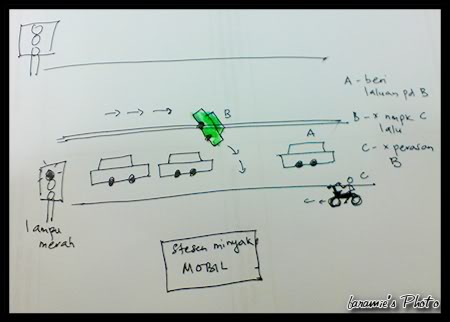 B
A - beri
laluan pd B
A
B - x nmpk C
lalu
C - x perasan
B
C
C
lampu
merah
stesen minyak
MOBIL
laramie's Photo